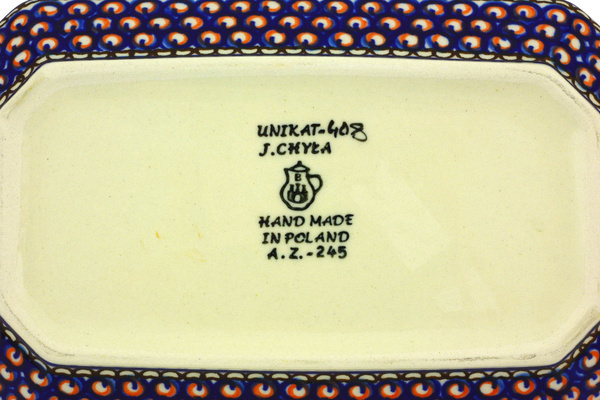 UNIKAT-408
J.CHYŁA
B
HAND MADE
IN POLAND
A.Z.-245